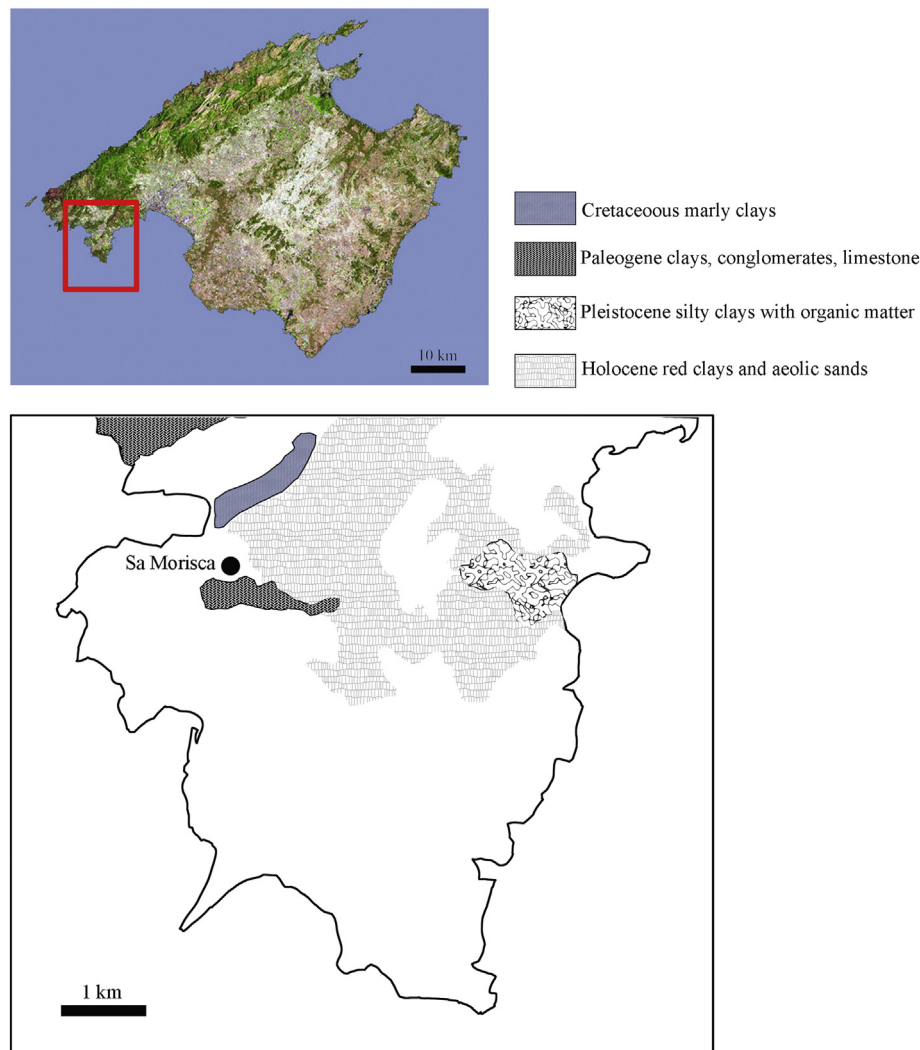 10 km
Cretaceoous marly clays
Paleogene clays, conglomerates, limestone
Pleistocene silty clays with organic matter
Holocene red clays and aeolic sands
Sa Morisca
1 km